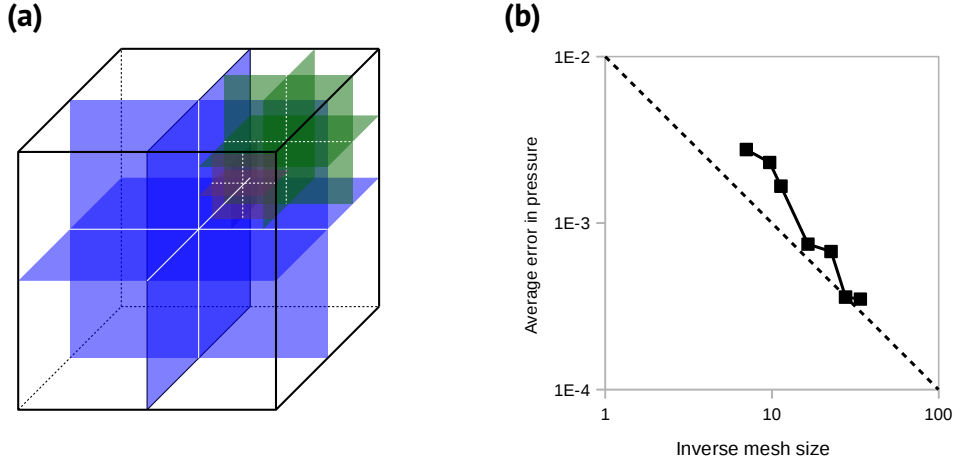 (a)
(b)
1E-2
1E-3
1E-4
Average error in pressure
1
10
100
Inverse mesh size